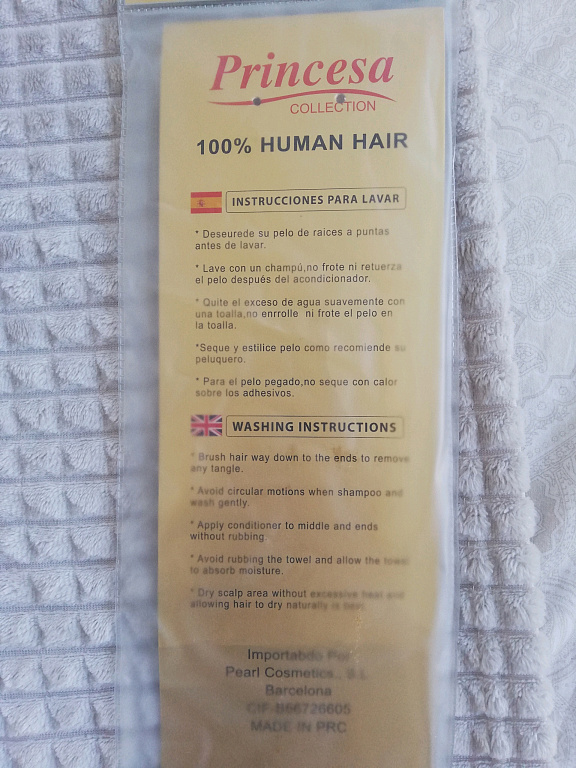 Princesa
COLLECTION
100% HUMAN HAIR
INSTRUCCIONES PARA LAVAR
* Deseurede su pelo de raices a puntas
antes de lavar.
* Lave con un champú,no frote ni retuerza
el pelo después del acondicionador.
* Quite el exceso de agua suavemente con
una toalla,no enrrolle ni frote el pelo en
la toalla.
*Seque y estilice pelo como recomiende su
peluquero.
* Para el pelo pegado,no seque con calor
sobre los adhesivos.
WASHING INSTRUCTIONS
* Brush hair way down to the ends to remove
any tangle.
* Avoid circular motions when shampoo and
wash gently.
* Apply conditioner to middle and ends
without rubbing.
* Avoid rubbing the towel and allow the towel
to absorb moisture.
* Dry scalp area without excessive heat and
allowing hair to dry naturally is best.
Importabdo Por
Pearl Cosmetics., S.L
Barcelona
MADE IN PRC